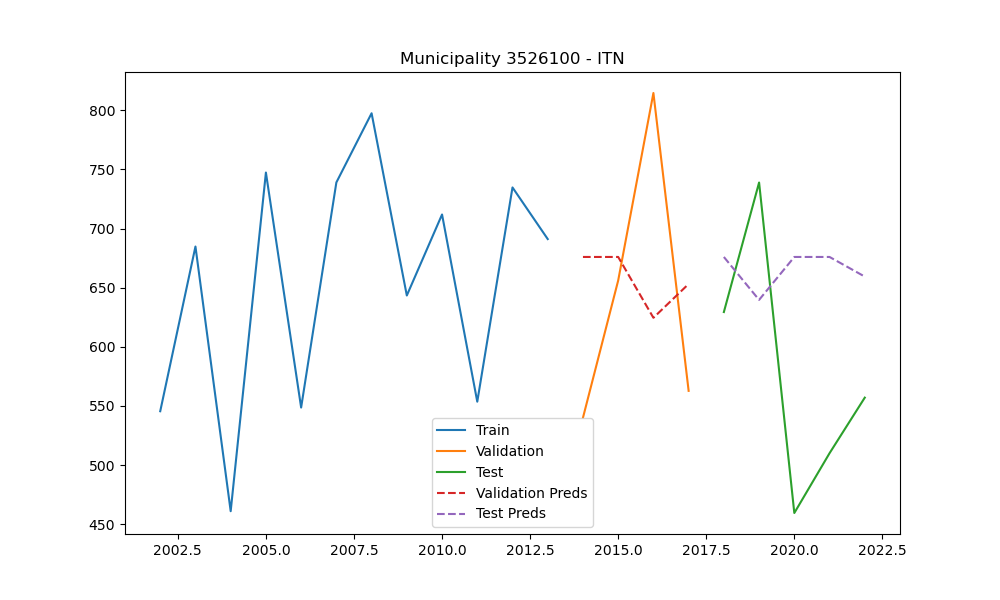 Municipality 3526100 - ITN
800
750
700
650
600
550
500
450
Train
Validation
Test
Validation Preds
Test Preds
2002.5 2005.0 2007.5 2010.0 2012.5 2015.0 2017.5 2020.0 2022.5